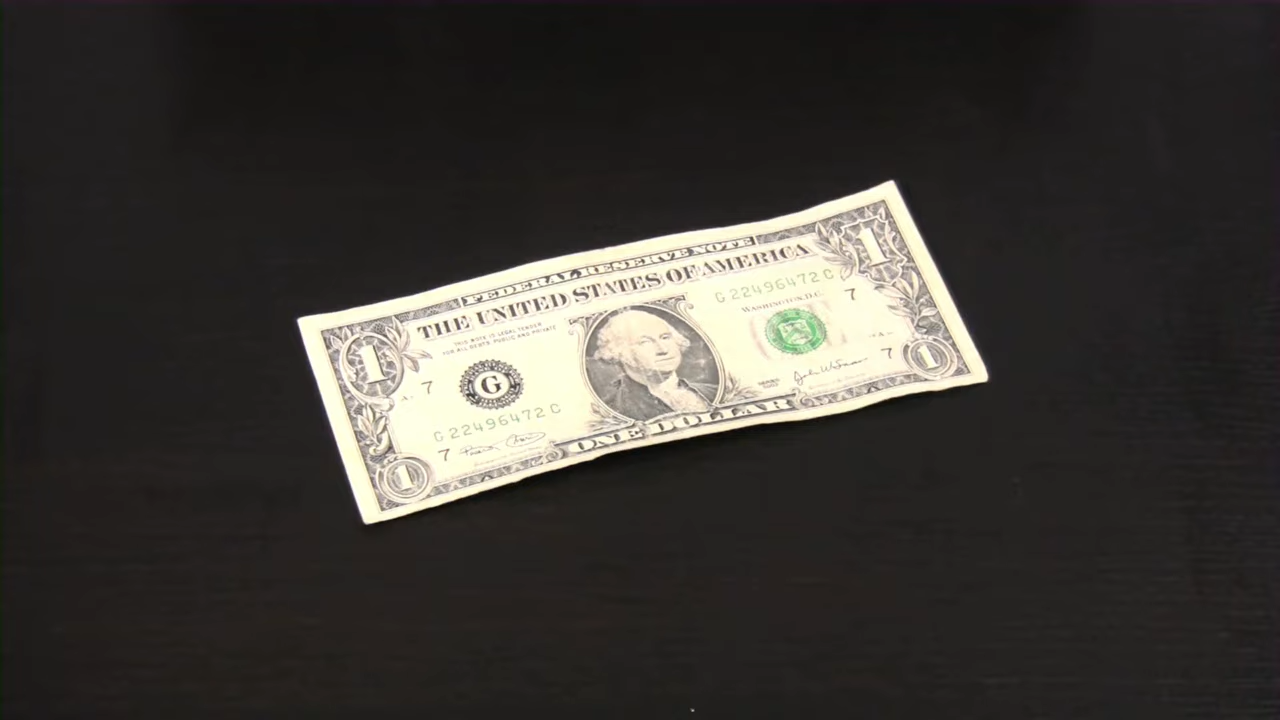 FEDERAL RESERVE NOTE
THE UNITED STATES OF AMERICA
1
1
THIS NOTE IS LEGAL TENDER
FOR ALL DEBTS, PUBLIC AND PRIVATE
G 22496472 C
WASHINGTON, D.C.
7
7
G
G 22496472 C
7
7
1
1
ONE DOLLAR